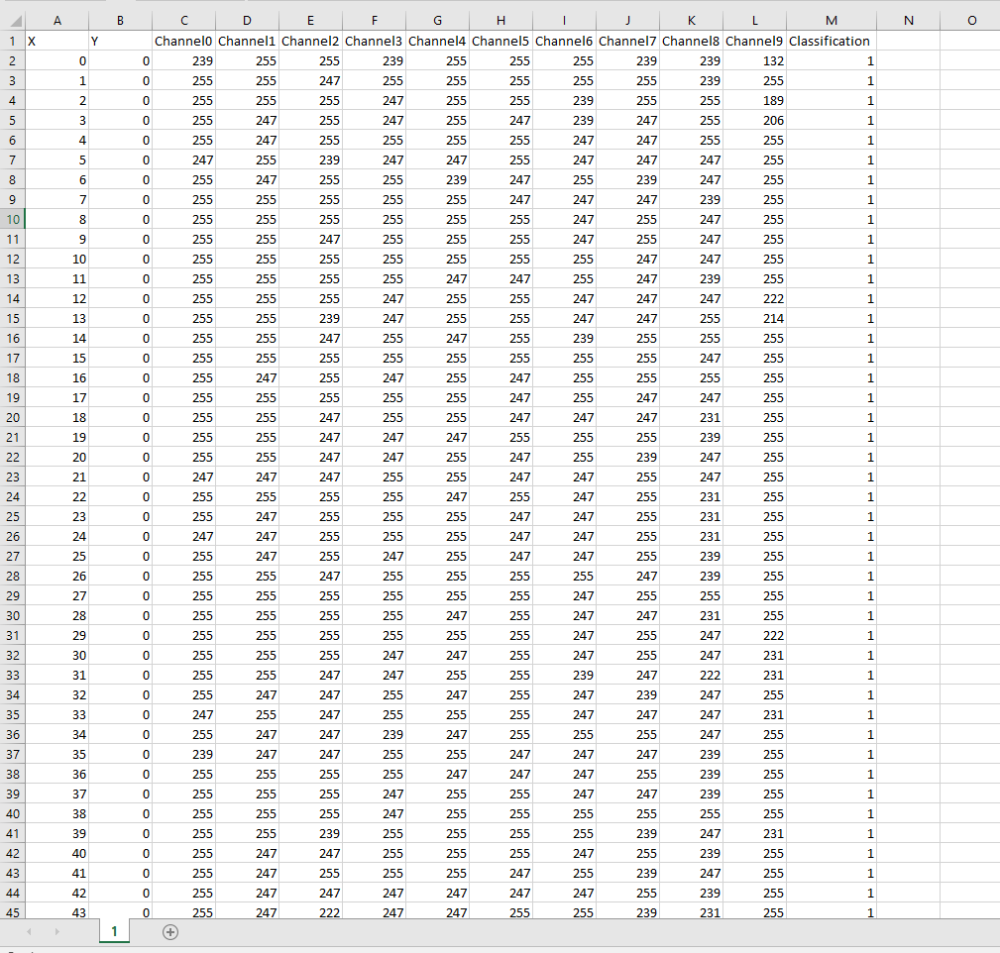 A B C D E F G H I J K L M N O
1 X Y Channel0 Channel1 Channel2 Channel3 Channel4 Channel5 Channel6 Channel7 Channel8 Channel9 Classification
2 0 0 239 255 255 239 255 255 255 239 239 132 1
3 1 0 255 255 247 255 255 255 255 255 239 255 1
4 2 0 255 255 255 247 255 255 239 255 255 189 1
5 3 0 255 247 255 247 255 247 239 247 255 206 1
6 4 0 255 247 255 255 255 255 247 247 255 255 1
7 5 0 247 255 239 247 247 255 247 247 247 255 1
8 6 0 255 247 255 255 239 247 255 239 247 255 1
9 7 0 255 255 255 255 255 247 247 247 239 255 1
10 8 0 255 255 255 255 255 255 247 255 247 255 1
11 9 0 255 255 247 255 255 255 247 255 247 255 1
12 10 0 255 255 255 255 255 255 255 247 247 255 1
13 11 0 255 255 255 255 247 247 255 247 239 255 1
14 12 0 255 255 255 247 255 255 247 247 247 222 1
15 13 0 255 255 239 247 255 255 247 247 255 214 1
16 14 0 255 255 247 255 247 255 239 255 255 255 1
17 15 0 255 255 255 255 255 255 255 255 247 255 1
18 16 0 255 247 255 247 255 247 255 255 255 255 1
19 17 0 255 255 255 255 255 247 255 247 247 255 1
20 18 0 255 255 247 255 255 247 247 247 231 255 1
21 19 0 255 255 247 247 247 255 255 255 239 255 1
22 20 0 255 255 247 247 255 247 255 239 247 255 1
23 21 0 247 247 247 255 255 247 255 247 247 255 1
24 22 0 255 255 255 255 247 255 247 255 231 255 1
25 23 0 255 247 255 255 255 247 247 255 231 255 1
26 24 0 247 247 255 255 255 247 247 255 231 255 1
27 25 0 255 247 255 247 255 247 247 255 239 255 1
28 26 0 255 255 247 255 255 247 255 247 239 255 1
29 27 0 255 255 255 255 255 255 247 255 255 255 1
30 28 0 255 255 255 255 247 255 247 247 231 255 1
31 29 0 255 255 255 255 255 255 247 255 247 222 1
32 30 0 255 255 255 247 247 255 247 255 247 231 1
33 31 0 255 255 247 247 255 255 239 247 222 231 1
34 32 0 255 247 247 255 247 255 247 239 247 255 1
35 33 0 247 255 247 255 255 255 247 247 247 231 1
36 34 0 255 247 247 239 247 255 255 255 247 255 1
37 35 0 239 247 247 255 255 247 247 247 239 255 1
38 36 0 255 255 255 255 247 247 247 255 239 255 1
39 37 0 255 255 255 247 255 255 247 247 239 255 1
40 38 0 255 255 255 247 255 255 255 255 255 255 1
41 39 0 255 255 239 255 255 255 255 239 247 231 1
42 40 0 255 247 247 255 255 255 247 255 239 255 1
43 41 0 255 247 255 255 255 247 255 239 247 255 1
44 42 0 255 247 247 247 247 247 247 255 239 255 1
45 43 0 255 247 222 247 247 255 255 239 231 255 1
1